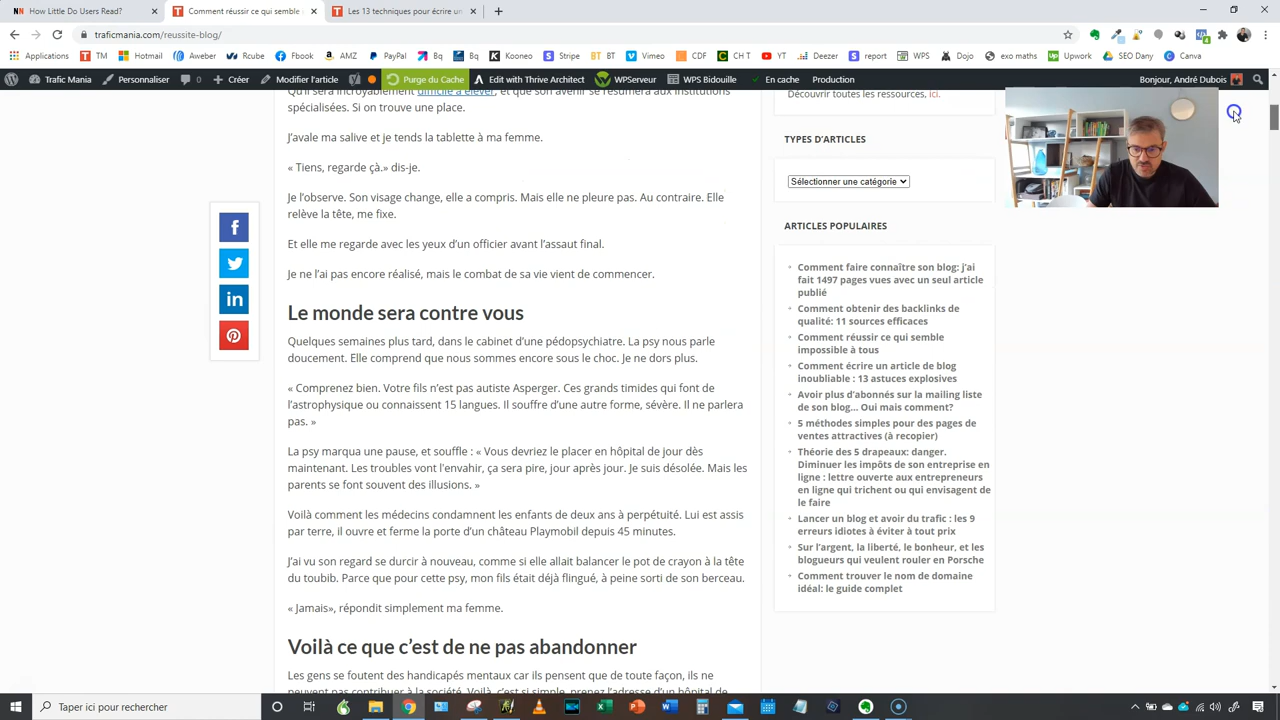 How Little Do Users Read?
Comment réussir ce qui semble
Les 13 techniques pour écrire un
traficmania.com/reussite-blog/
Applications M Hotmail Aweber Rcu Ebook AMZ PayPal Bq Bq Kooneo Stripe BT BT Vimeo CDF CH T YT Deezer report WPS Dojo exo maths Upwork SEO Dany Canva
Trafic Mania Personnaliser 0 Créer Modifier l'article Purge du Cache Edit with Thrive Architect WPServeur WPS Bidouille En cache Production Bonjour, André Dubois
Qu'il sera incroyablement difficile à élever, et que son avenir se résumera aux institutions
spécialisées. Si on trouve une place.
J'avale ma salive et je tends la tablette à ma femme.
« Tiens, regarde çà.» dis-je.
Je l'observe. Son visage change, elle a compris. Mais elle ne pleure pas. Au contraire. Elle
relève la tête, me fixe.
Et elle me regarde avec les yeux d'un officier avant l'assaut final.
Je ne l'ai pas encore réalisé, mais le combat de sa vie vient de commencer.
Le monde sera contre vous
Quelques semaines plus tard, dans le cabinet d'une pédopsychiatre. La psy nous parle
doucement. Elle comprend que nous sommes encore sous le choc. Je ne dors plus.
« Comprenez bien. Votre fils n'est pas autiste Asperger. Ces grands timides qui font de
l'astrophysique ou connaissent 15 langues. Il souffre d'une autre forme, sévère. Il ne parlera
pas. »
La psy marqua une pause, et souffle : « Vous devriez le placer en hôpital de jour dès
maintenant. Les troubles vont l'envahir, ça sera pire, jour après jour. Je suis désolée. Mais les
parents se font souvent des illusions. »
Voilà comment les médecins condamnent les enfants de deux ans à perpétuité. Lui est assis
par terre, il ouvre et ferme la porte d'un château Playmobil depuis 45 minutes.
J'ai vu son regard se durcir à nouveau, comme si elle allait balancer le pot de crayon à la tête
du toubib. Parce que pour cette psy, mon fils était déjà flingué, à peine sorti de son berceau.
« Jamais», répondit simplement ma femme.
Voilà ce que c'est de ne pas abandonner
Les gens se foutent des handicapés mentaux car ils pensent que de toute façon, ils ne
peuvent pas contribuer à la société. Voilà, c'est si simple, prenez l'adresse d'un hôpital de
Découvrir toutes les ressources, ici.
TYPES D'ARTICLES
Sélectionner une catégorie
ARTICLES POPULAIRES
Comment faire connaître son blog: j'ai
fait 1497 pages vues avec un seul article
publié
Comment obtenir des backlinks de
qualité: 11 sources efficaces
Comment réussir ce qui semble
impossible à tous
Comment écrire un article de blog
inoubliable : 13 astuces explosives
Avoir plus d'abonnés sur la mailing liste
de son blog... Oui mais comment?
5 méthodes simples pour des pages de
ventes attractives (à recopier)
Théorie des 5 drapeaux: danger.
Diminuer les impôts de son entreprise en
ligne : lettre ouverte aux entrepreneurs
en ligne qui trichent ou qui envisagent de
le faire
Lancer un blog et avoir du trafic : les 9
erreurs idiotes à éviter à tout prix
Sur l'argent, la liberté, le bonheur, et les
blogueurs qui veulent rouler en Porsche
Comment trouver le nom de domaine
idéal: le guide complet
Taper ici pour rechercher